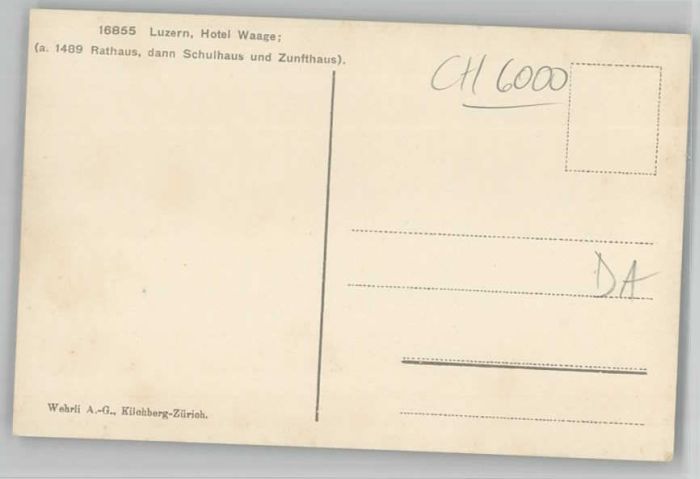 16855 Luzern, Hotel Waage;
(a. 1489 Rathaus, dann Schulhaus und Zunfthaus).
CH 6000
DA
Wehrli A.-G., Kilchberg-Zürich.